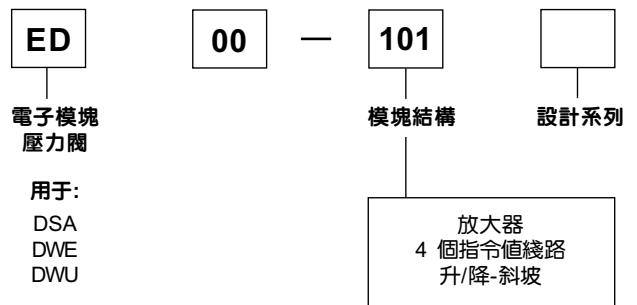 ED 00 — 101
電子模塊 模塊結構 設計系列
壓力閥
用于:
DSA
DWE
DWU
放大器
4 個指令值綫路
升/降-斜坡